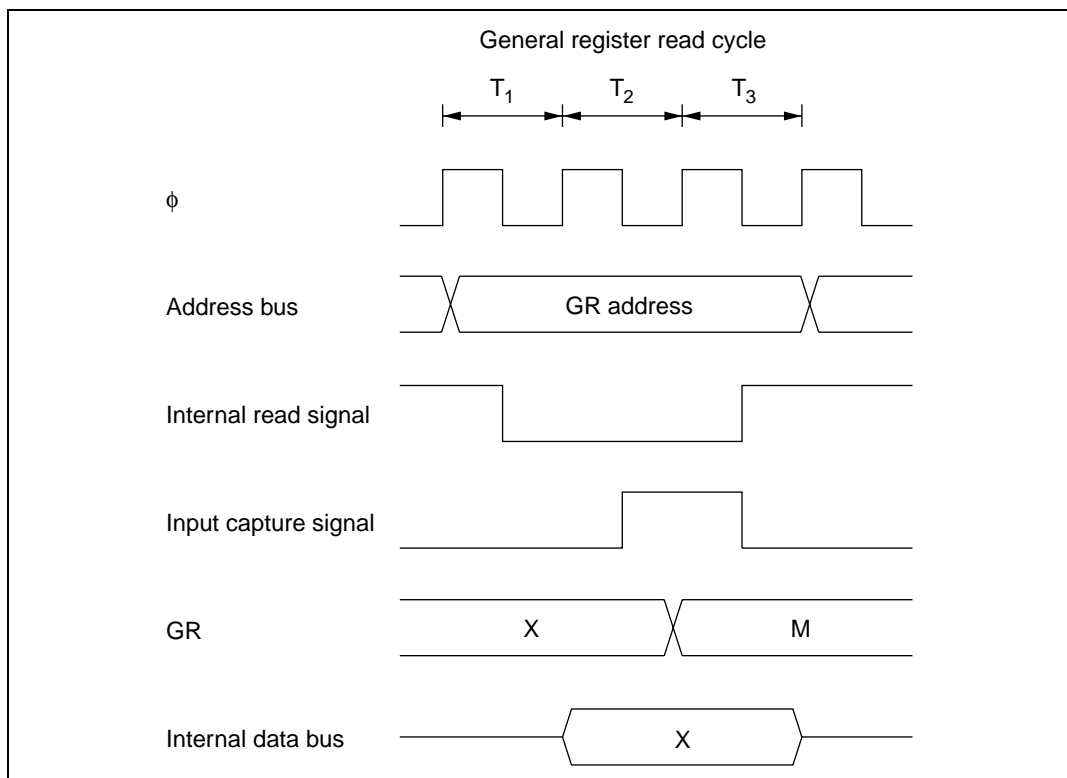 General register read cycle
T1 T2 T3
ϕ
Address bus GR address
Internal read signal
Input capture signal
GR X M
Internal data bus X